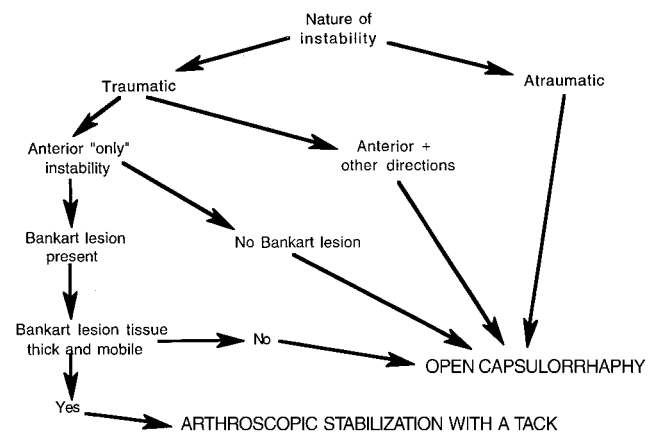 Nature of
instability
Traumatic
Atraumatic
Anterior "only"
instability
Anterior +
other directions
Bankart lesion
present
No Bankart lesion
Bankart lesion tissue
thick and mobile
No
OPEN CAPSULORRHAPHY
Yes
ARTHROSCOPIC STABILIZATION WITH A TACK